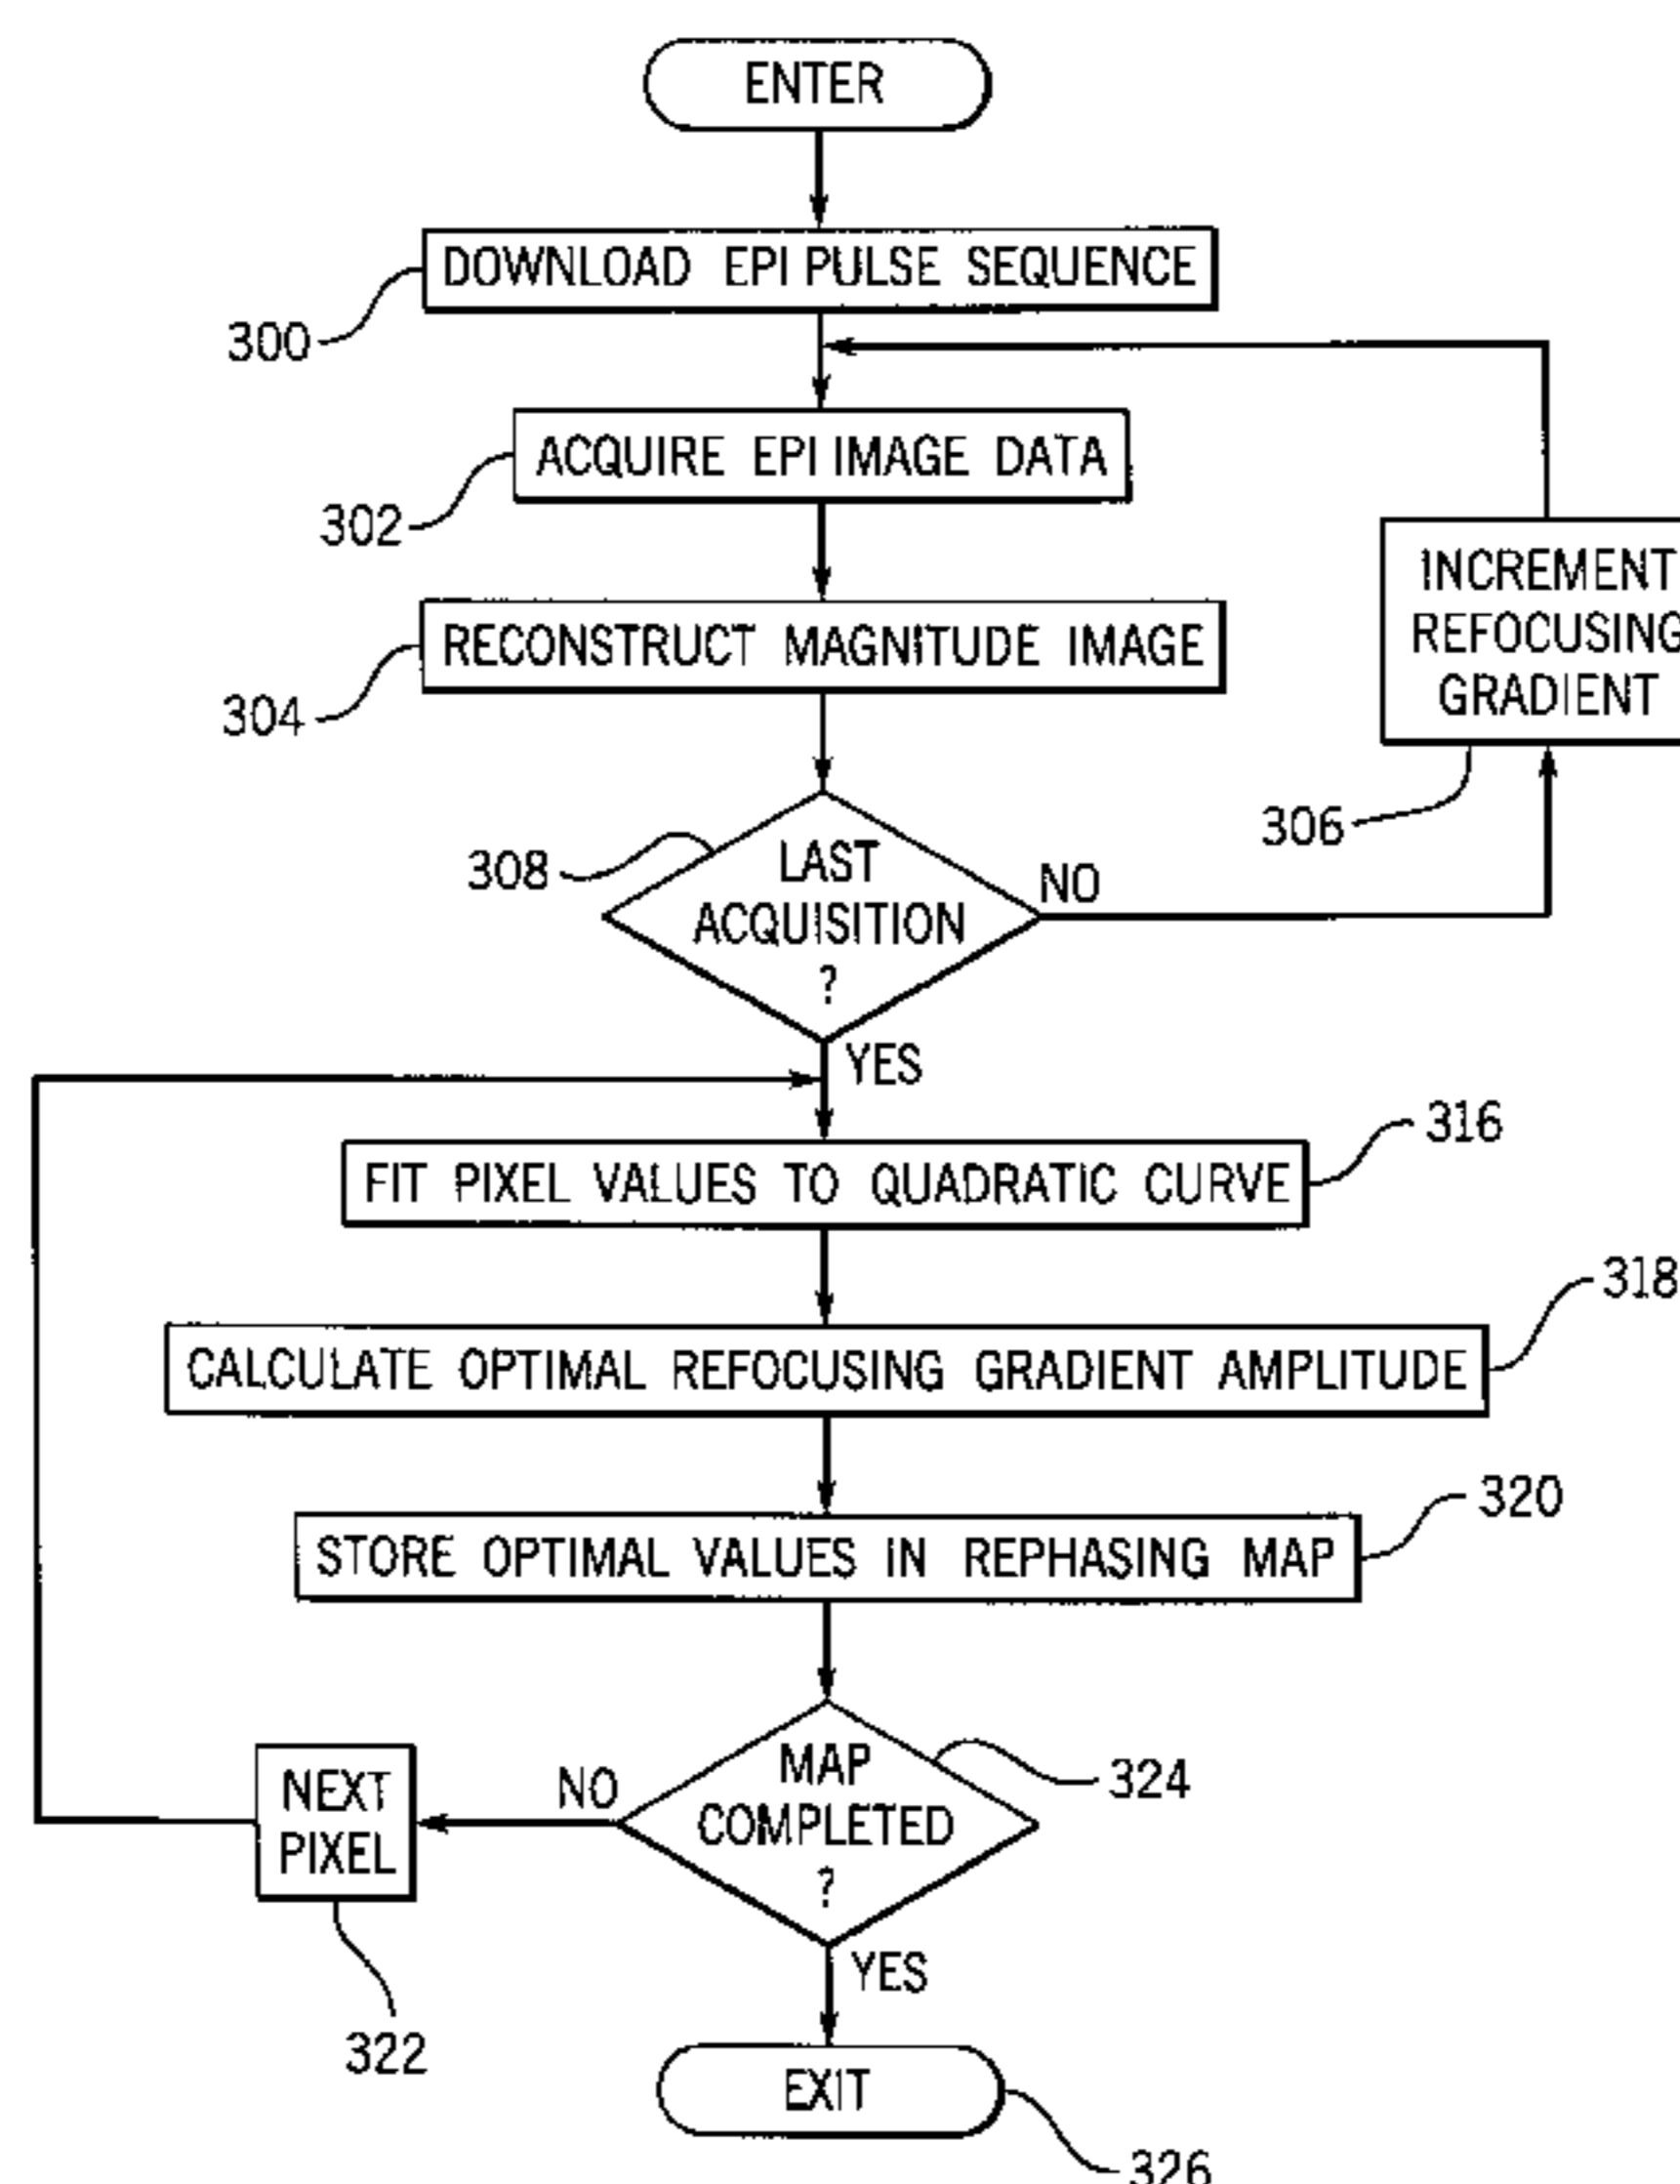 ENTER
DOWNLOAD EPI PULSE SEQUENCE
300
ACQUIRE EPI IMAGE DATA
302
INCREMENT
REFOCUSING
GRADIENT
306
RECONSTRUCT MAGNITUDE IMAGE
304
308
LAST
ACQUISITION
?
NO
YES
316
FIT PIXEL VALUES TO QUADRATIC CURVE
318
CALCULATE OPTIMAL REFOCUSING GRADIENT AMPLITUDE
320
STORE OPTIMAL VALUES IN REPHASING MAP
MAP
COMPLETED
?
324
NO
NEXT
PIXEL
322
YES
EXIT
326